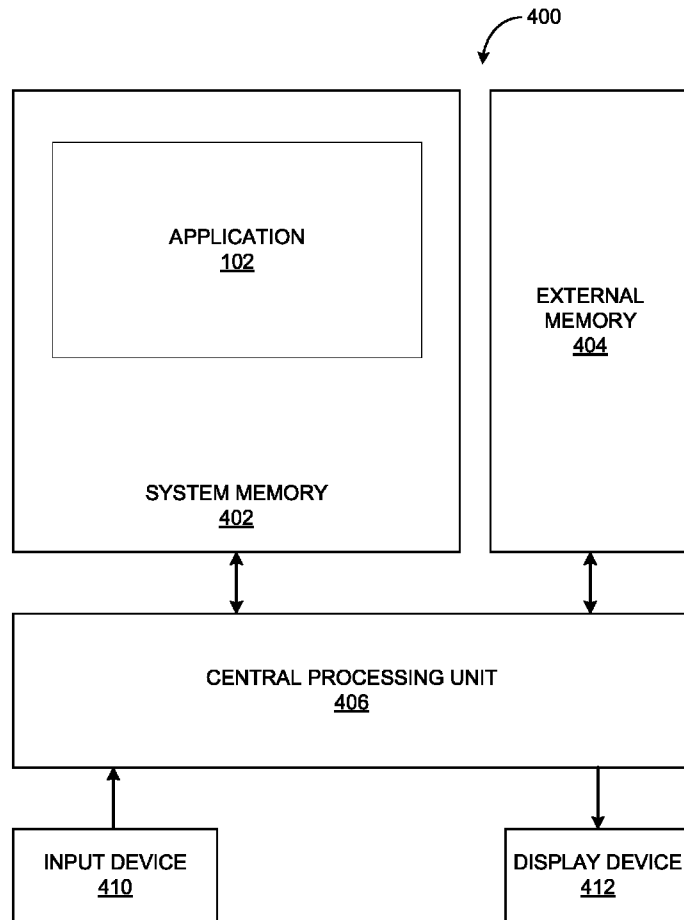 400
APPLICATION
102
EXTERNAL
MEMORY
404
SYSTEM MEMORY
402
CENTRAL PROCESSING UNIT
406
INPUT DEVICE
410
DISPLAY DEVICE
412